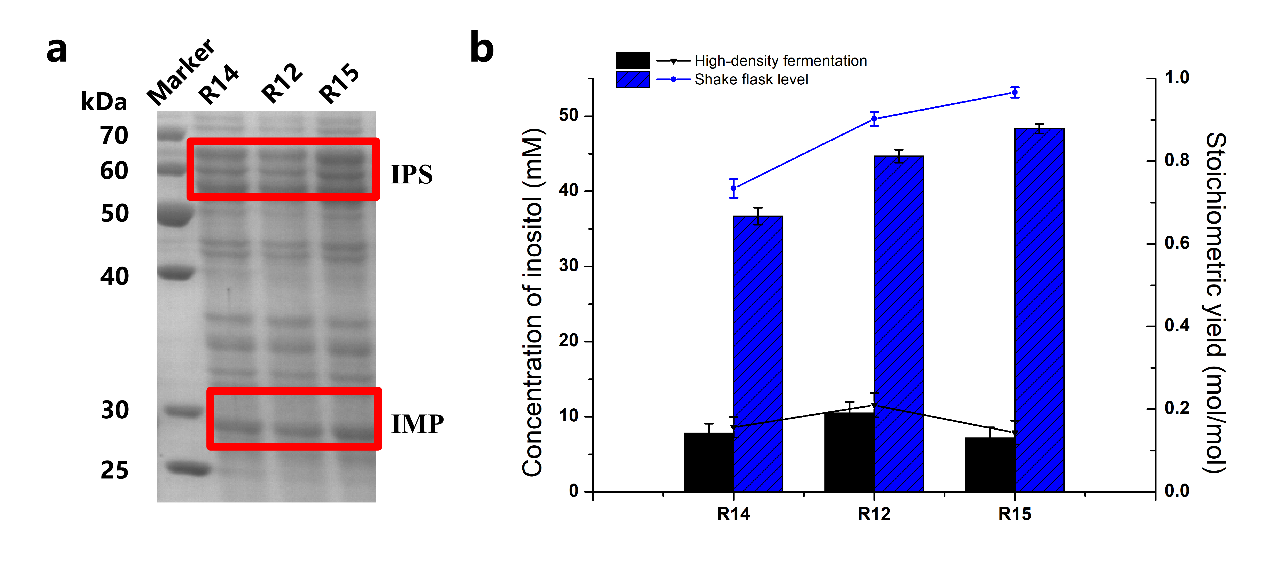 a
Marker
R14
R12
R15
kDa
70
60
50
40
30
25
IPS
IMP
b
High-density fermentation
Shake flask level
Concentration of inositol (mM)
50
40
30
20
10
0
1.0
0.8
0.6
0.4
0.2
0.0
Stoichiometric yield (mol/mol)
R14
R12
R15